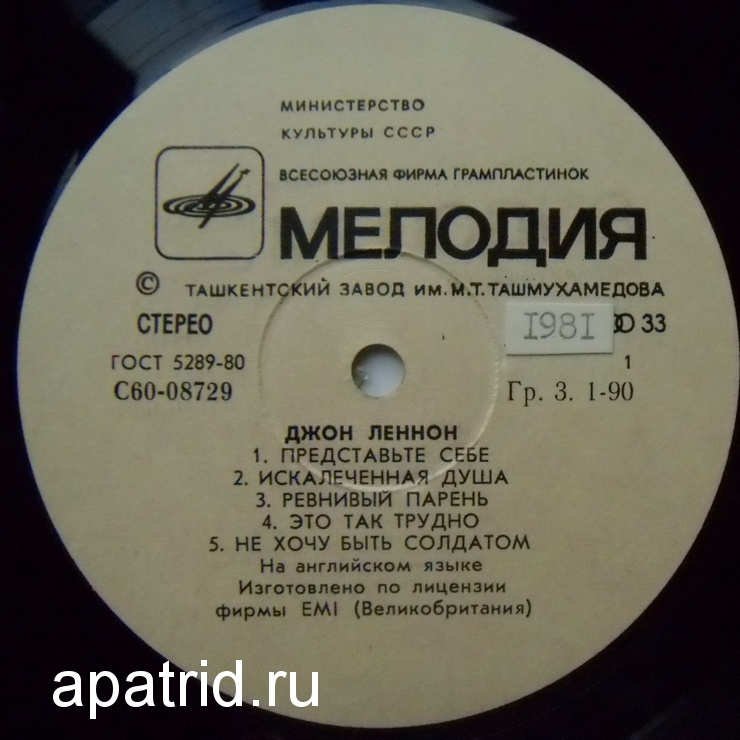 МИНИСТЕРСТВО
КУЛЬТУРЫ СССР
ВСЕСОЮЗНАЯ ФИРМА ГРАМПЛАСТИНОК
МЕЛОДИЯ
© ТАШКЕНТСКИЙ ЗАВОД им. М.Т. ТАШМУХАМЕДОВА
СТЕРЕО 1981 33
ГОСТ 5289-80 1
С60-08729 Гр. 3. 1-90
ДЖОН ЛЕННОН
1. ПРЕДСТАВЬТЕ СЕБЕ
2. ИСКАЛЕЧЕННАЯ ДУША
3. РЕВНИВЫЙ ПАРЕНЬ
4. ЭТО ТАК ТРУДНО
5. НЕ ХОЧУ БЫТЬ СОЛДАТОМ
На английском языке
Изготовлено по лицензии
фирмы EMI (Великобритания)
apatrid.ru